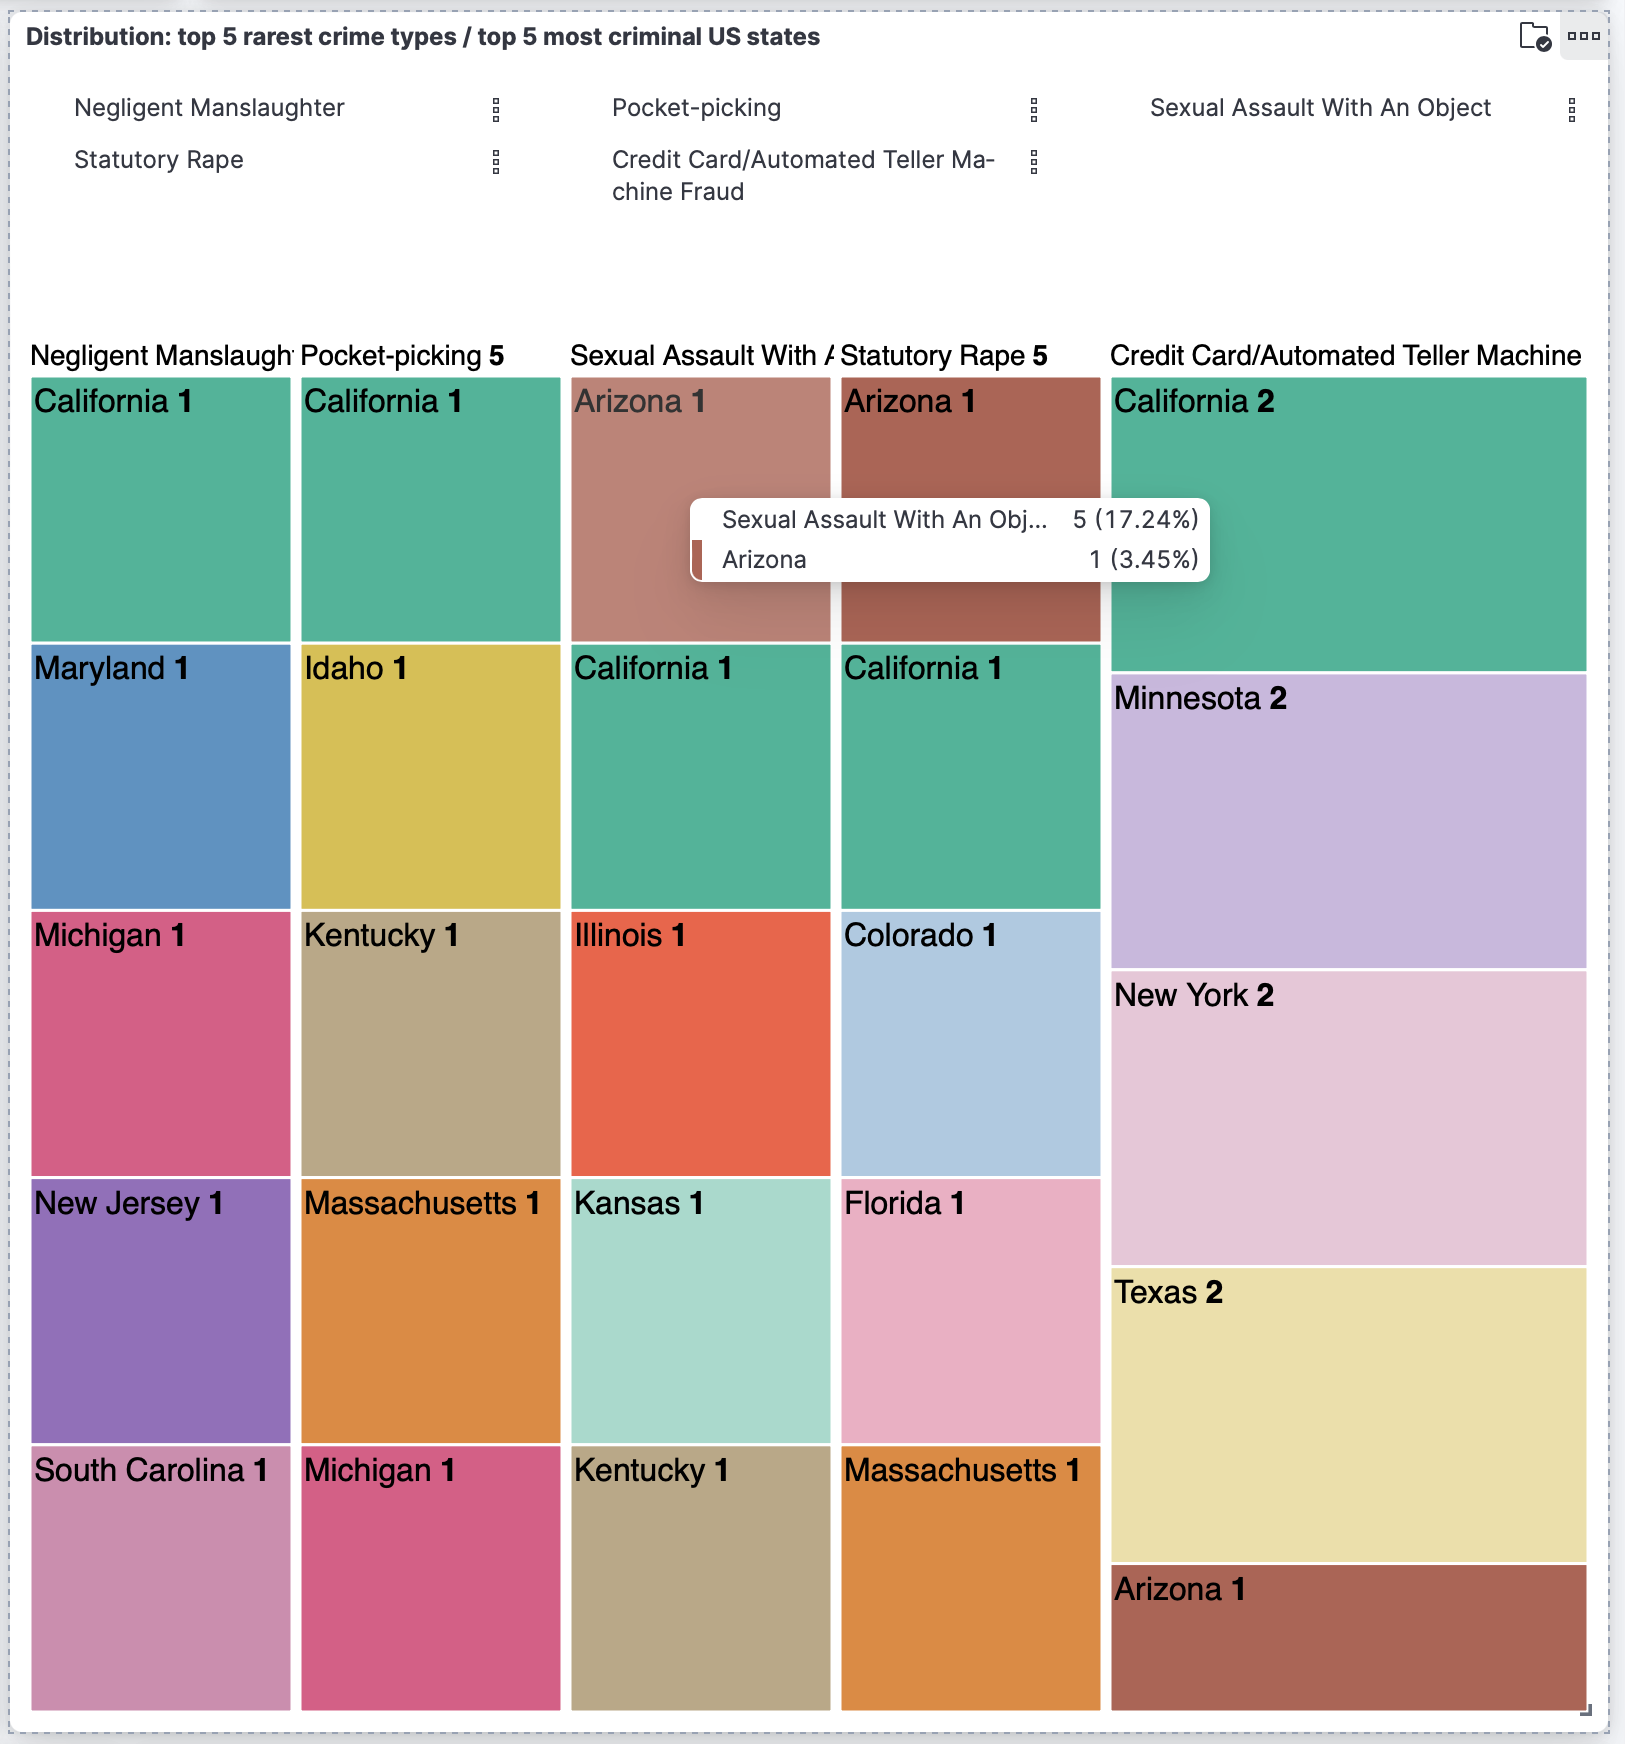 Distribution: top 5 rarest crime types / top 5 most criminal US states
Negligent Manslaughter
Pocket-picking
Sexual Assault With An Object
Statutory Rape
Credit Card/Automated Teller Ma-
chine Fraud
Negligent Manslaugh
Pocket-picking 5
Sexual Assault With A
Statutory Rape 5
Credit Card/Automated Teller Machine
California 1
California 1
Arizona 1
Arizona 1
California 2
Sexual Assault With An Obj... 5 (17.24%)
Arizona 1 (3.45%)
Maryland 1
Idaho 1
California 1
California 1
Minnesota 2
Michigan 1
Kentucky 1
Illinois 1
Colorado 1
New York 2
New Jersey 1
Massachusetts 1
Kansas 1
Florida 1
Texas 2
South Carolina 1
Michigan 1
Kentucky 1
Massachusetts 1
Arizona 1